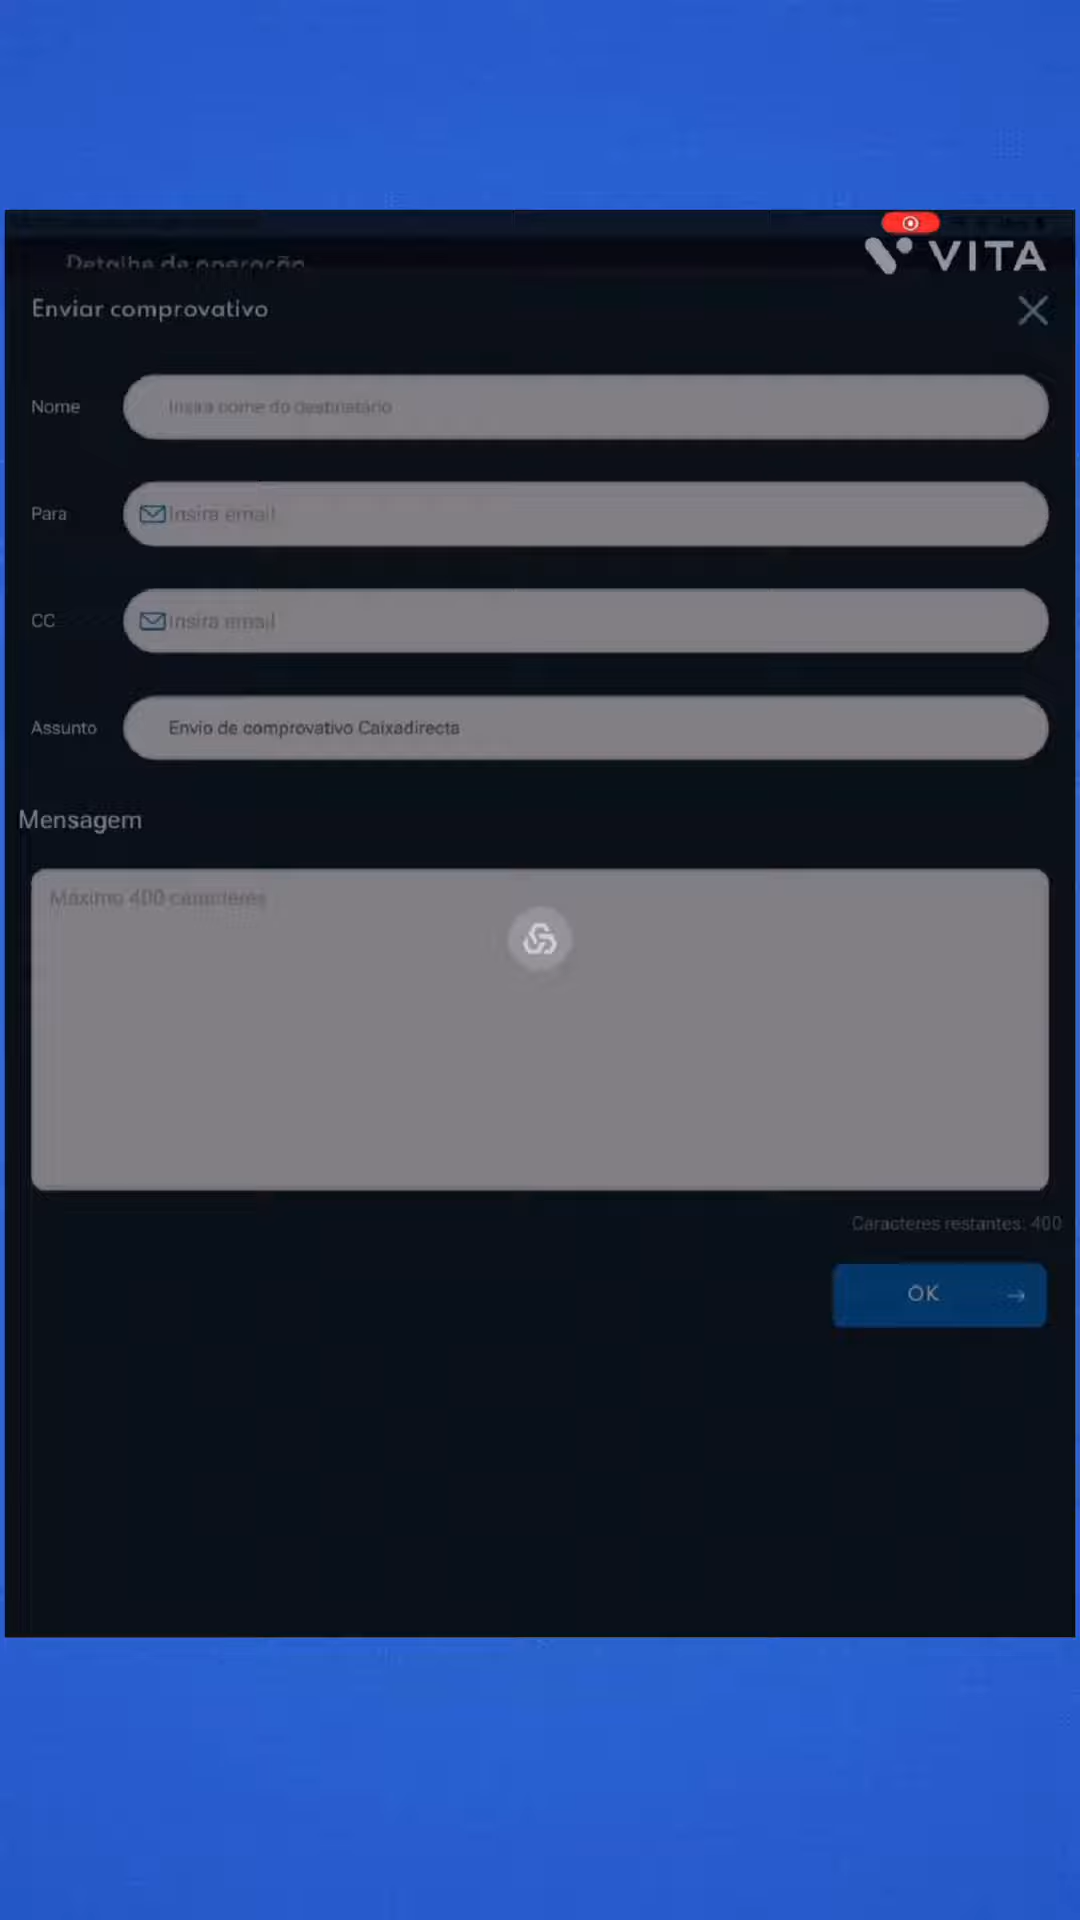 VITA
Detalhe de operação
Enviar comprovativo
Nome
Insira nome do destinatário
Para
Insira email
CC
Insira email
Assunto
Envio de comprovativo Caixadirecta
Mensagem
Máximo 400 caracteres
Caracteres restantes: 400
OK